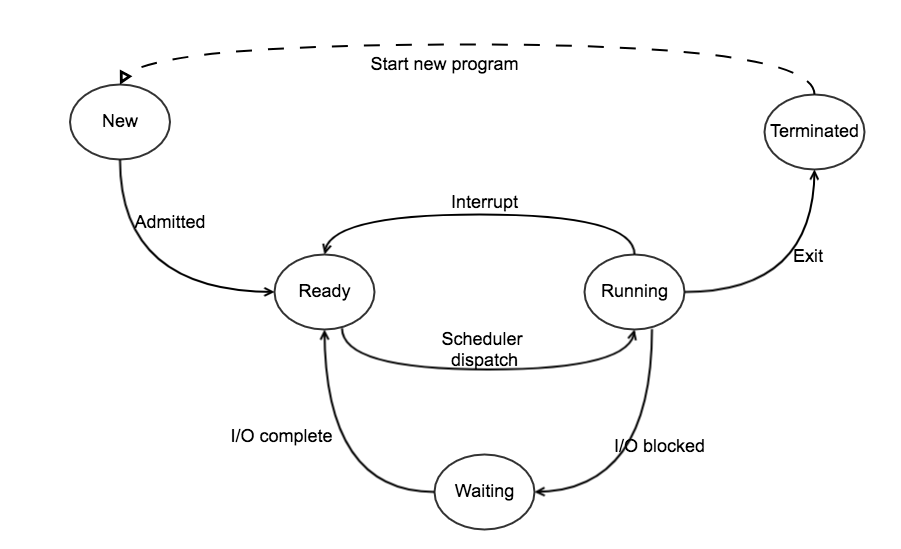 Start new program
New
Terminated
Admitted
Interrupt
Exit
Ready
Running
Scheduler
dispatch
I/O complete
I/O blocked
Waiting